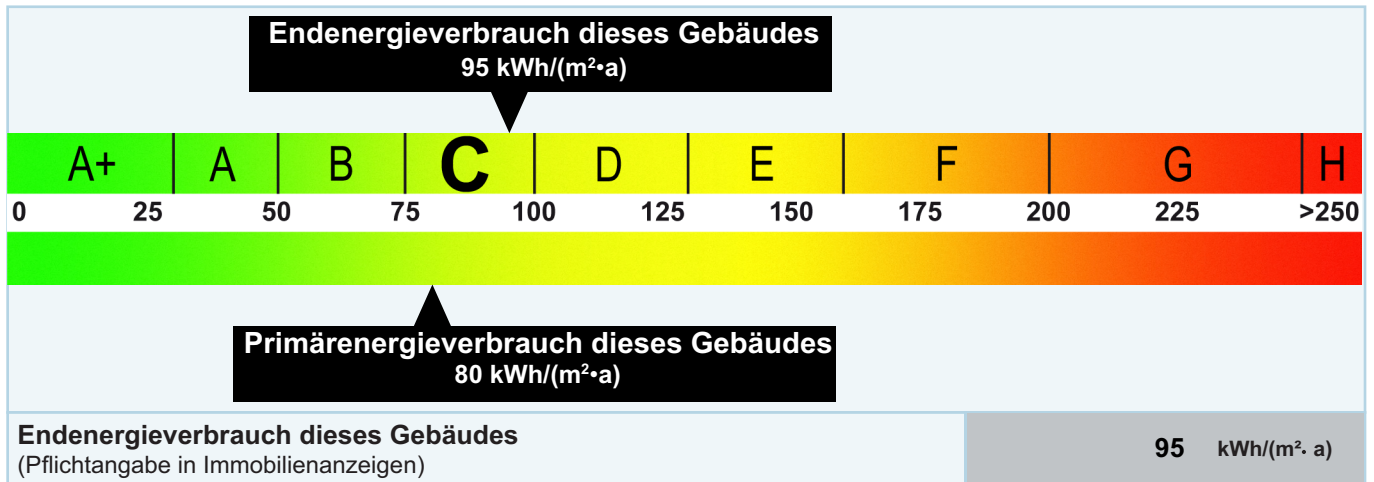 Endenergieverbrauch dieses Gebäudes
95 kWh/(m²•a)
A+ A B C D E F G H
0 25 50 75 100 125 150 175 200 225 >250
Primärenergieverbrauch dieses Gebäudes
80 kWh/(m²•a)
Endenergieverbrauch dieses Gebäudes
(Pflichtangabe in Immobilienanzeigen)
95 kWh/(m²· a)